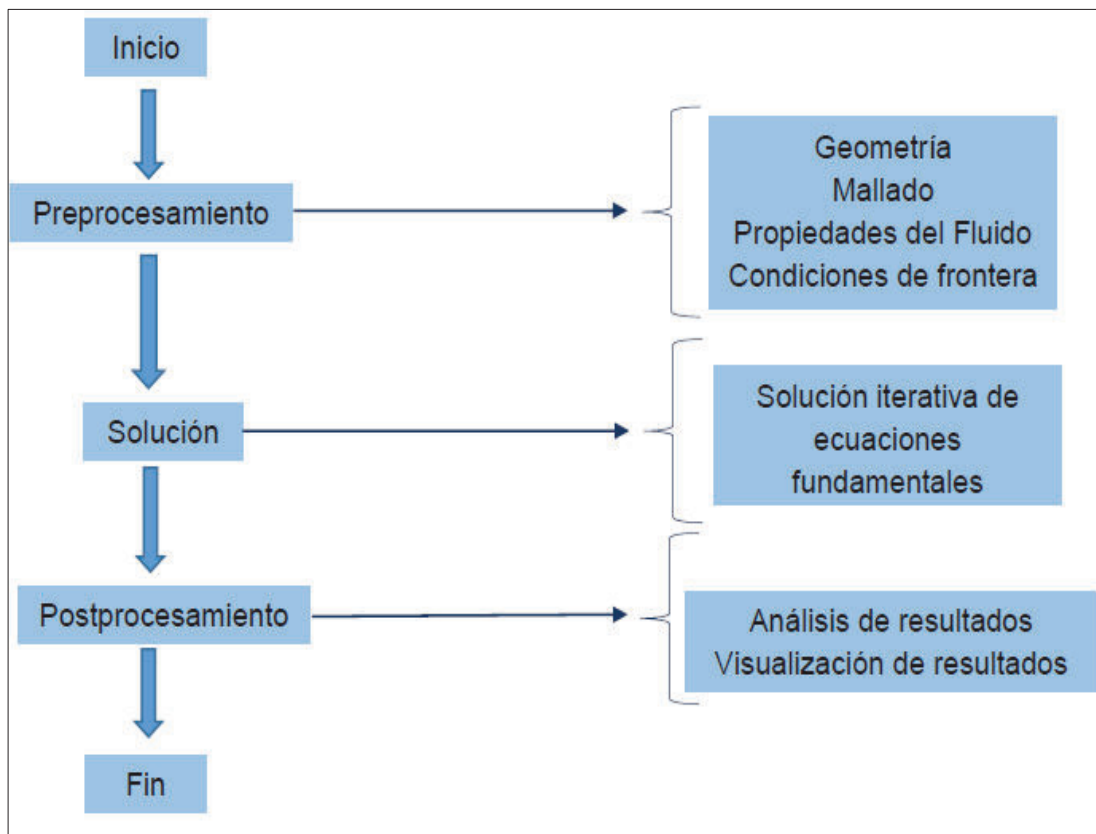 Inicio
Preprocesamiento
Geometría
Mallado
Propiedades del Fluido
Condiciones de frontera
Solución
Solución iterativa de
ecuaciones
fundamentales
Postprocesamiento
Análisis de resultados
Visualización de resultados
Fin